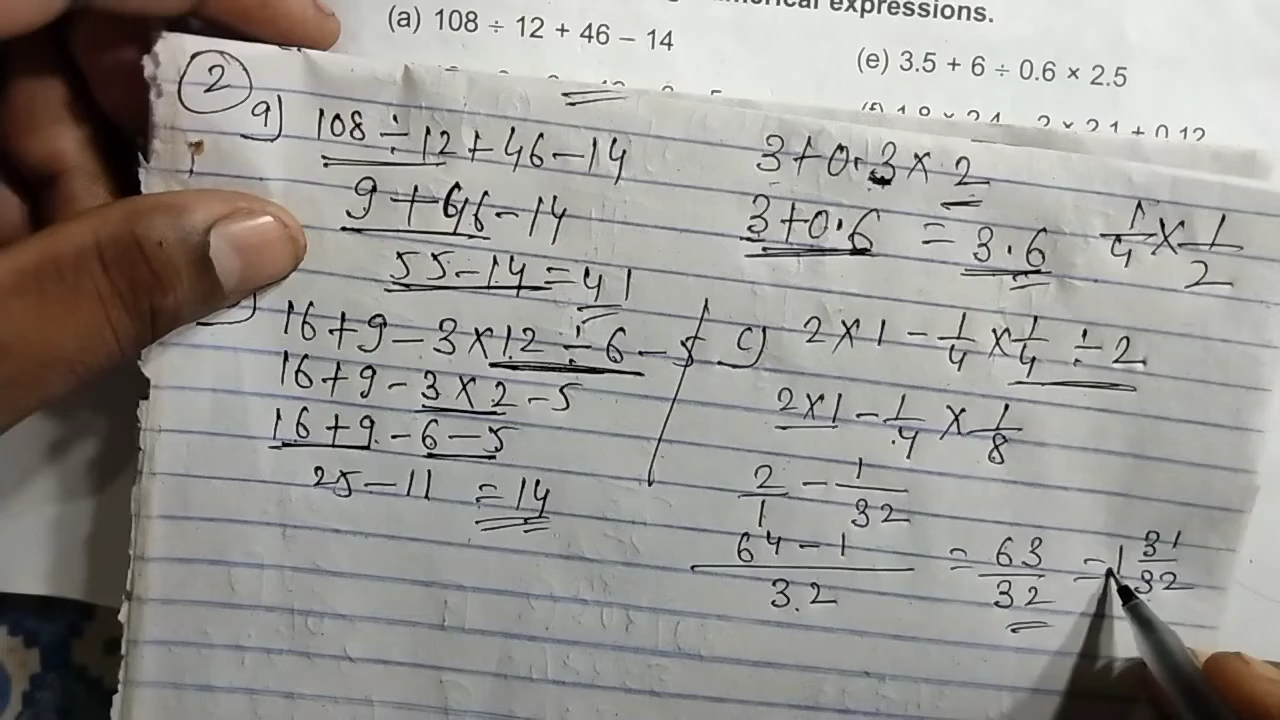 erical expressions.
(a) 108 ÷ 12 + 46 – 14
(e) 3.5 + 6 ÷ 0.6 × 2.5
2
a) 108 ÷ 12 + 46 – 14
9 + 46 – 14
55 – 14 = 41
16 + 9 – 3 × 12 ÷ 6 – 5
16 + 9 – 3 × 2 – 5
16 + 9 – 6 – 5
25 – 11 = 14
3 + 0.3 × 2
3 + 0.6 = 3.6
1/4 × 1/2
c) 2 × 1 – 1/4 × 1/4 ÷ 2
2 × 1 – 1/4 × 1/8
2/1 – 1/32
64 – 1/32 = 63/32 = 1 31/32